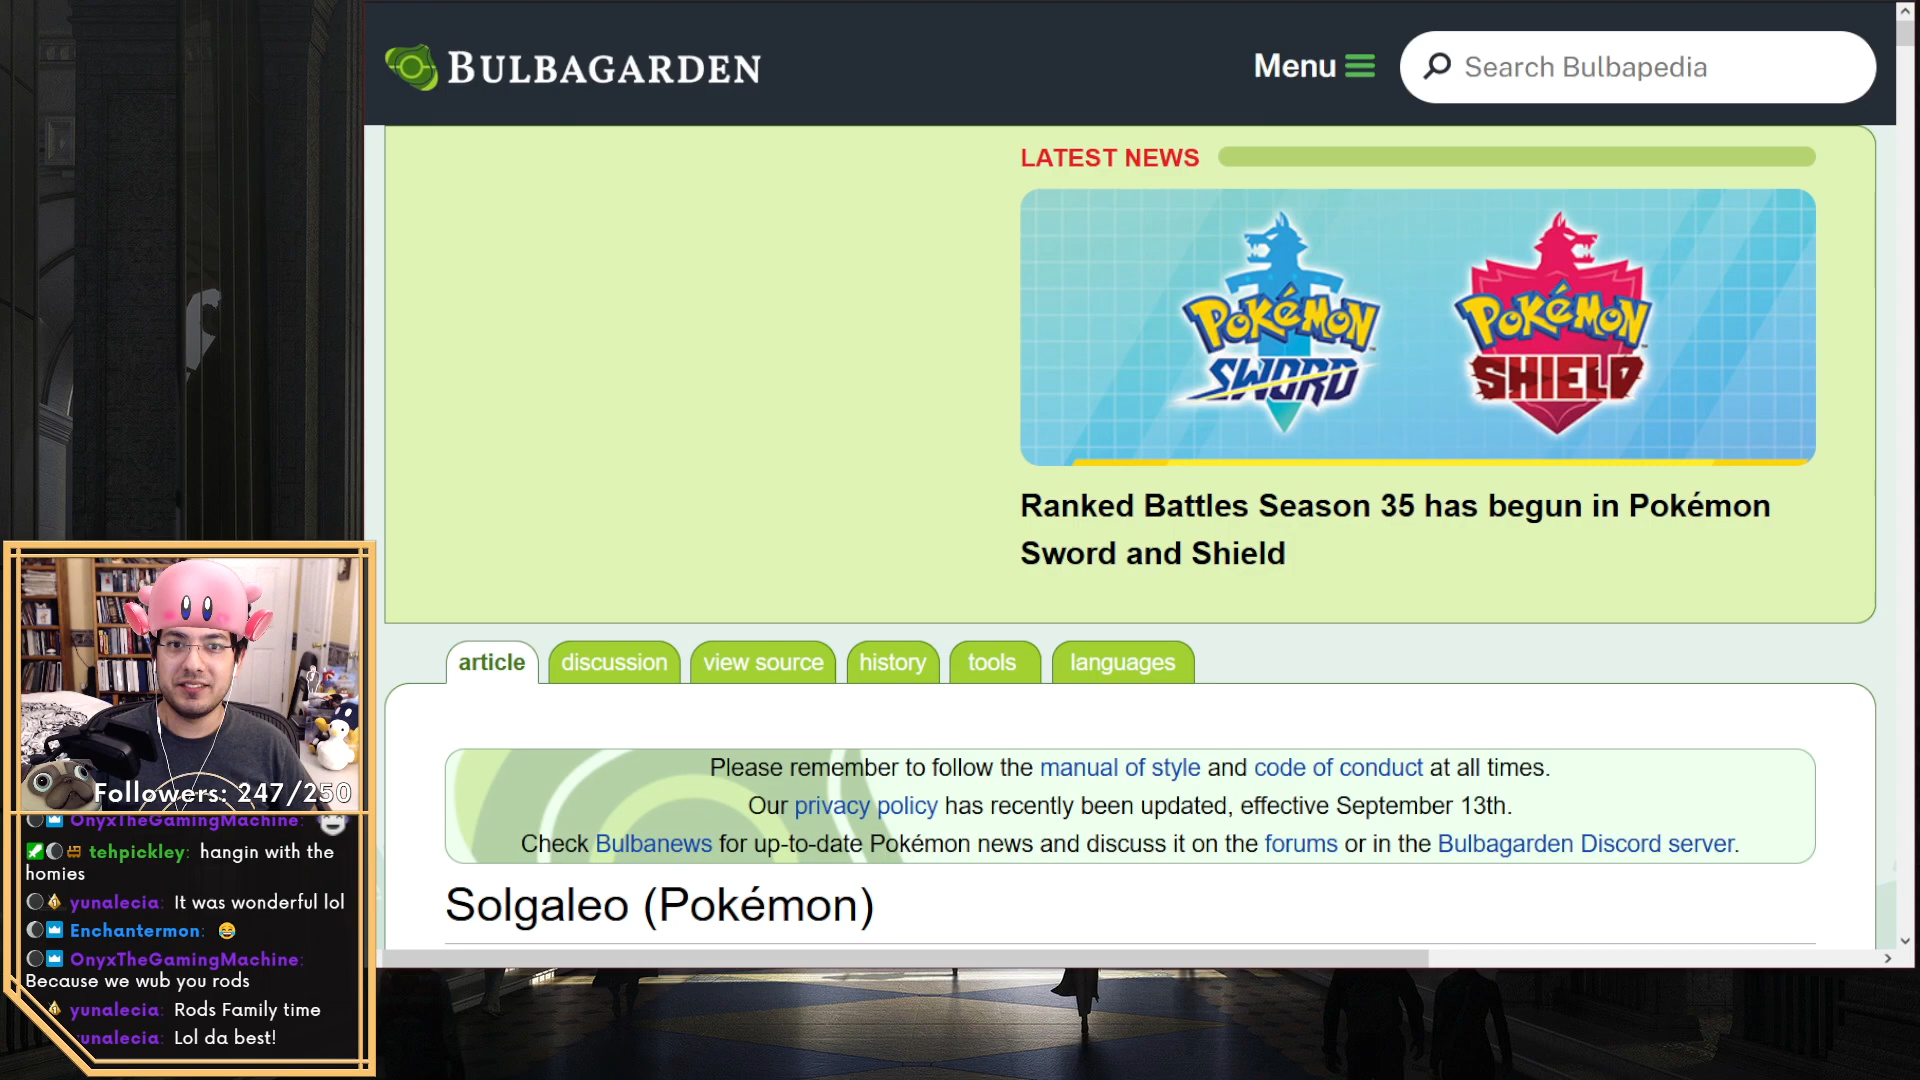 BULBAGARDEN
Menu
Search Bulbapedia
LATEST NEWS
POKéMON
SWORD
POKéMON
SHIELD
Ranked Battles Season 35 has begun in Pokémon
Sword and Shield
article
discussion
view source
history
tools
languages
Please remember to follow the manual of style and code of conduct at all times.
Our privacy policy has recently been updated, effective September 13th.
Check Bulbanews for up-to-date Pokémon news and discuss it on the forums or in the Bulbagarden Discord server.
Solgaleo (Pokémon)
Followers: 247/250
OnyxTheGamingMachine:
tehpickley: hangin with the
homies
yunalecia: It was wonderful lol
Enchantermon: 😂
OnyxTheGamingMachine:
Because we wub you rods
yunalecia: Rods Family time
unalecia: Lol da best!